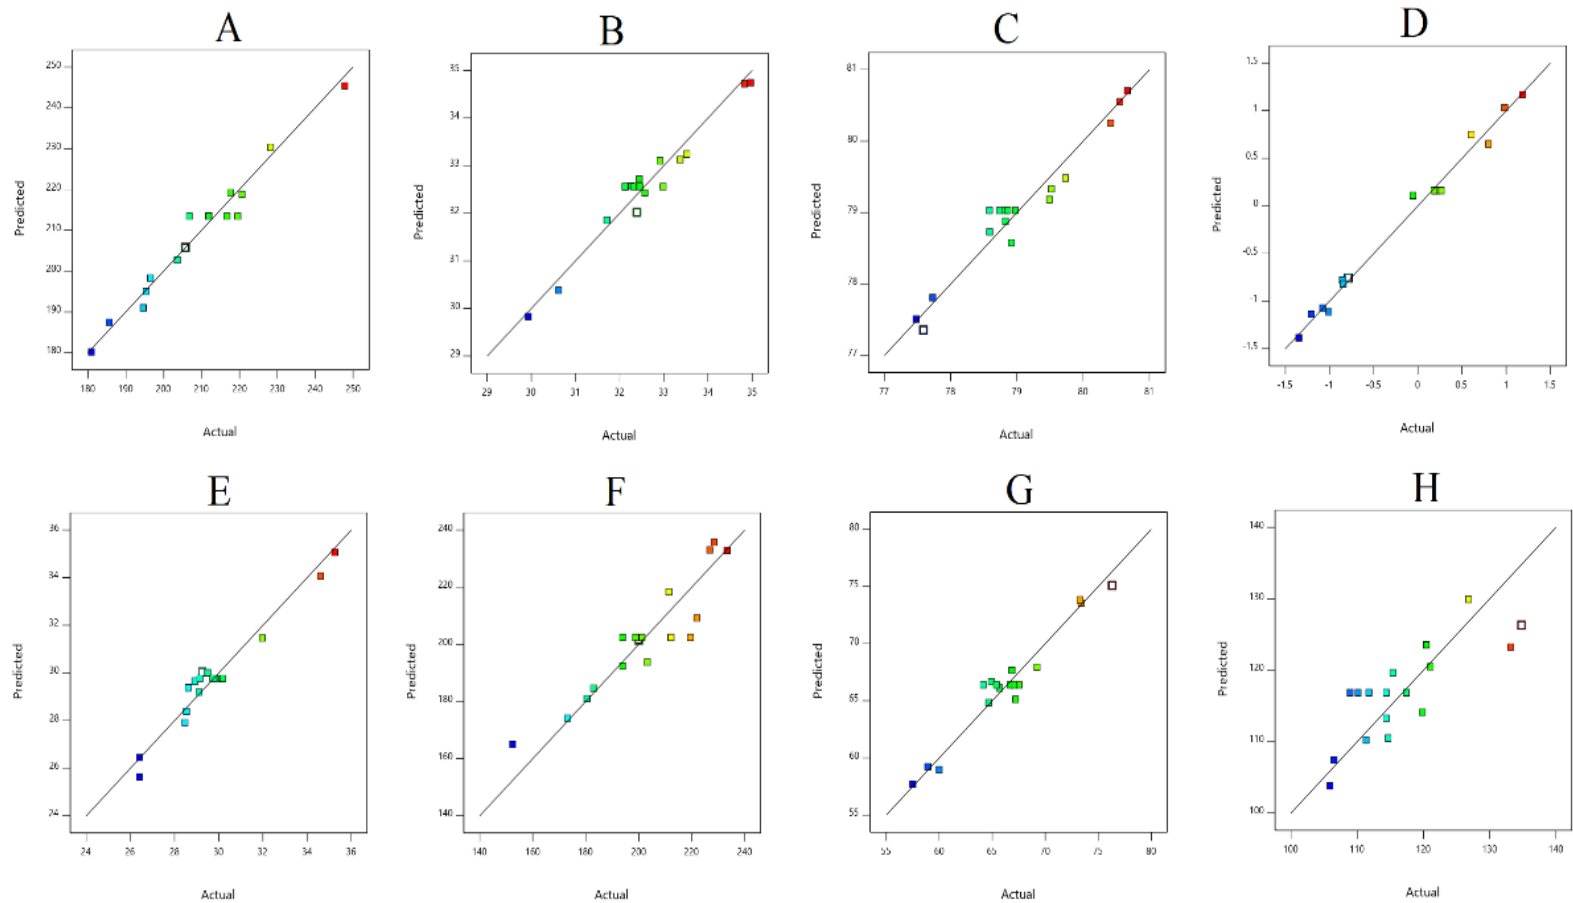 A
250
240
230
220
210
200
190
180
Predicted
180 190 200 210 220 230 240 250
Actual
B
35
34
33
32
31
30
29
Predicted
29 30 31 32 33 34 35
Actual
C
81
80
79
78
77
Predicted
77 78 79 80 81
Actual
D
1.5
1
0.5
0
-0.5
-1
-1.5
Predicted
-1.5 -1 -0.5 0 0.5 1 1.5
Actual
E
36
34
32
30
28
26
24
Predicted
24 26 28 30 32 34 36
Actual
F
240
220
200
180
160
140
Predicted
140 160 180 200 220 240
Actual
G
80
75
70
65
60
55
Predicted
55 60 65 70 75 80
Actual
H
140
130
120
110
100
Predicted
100 110 120 130 140
Actual